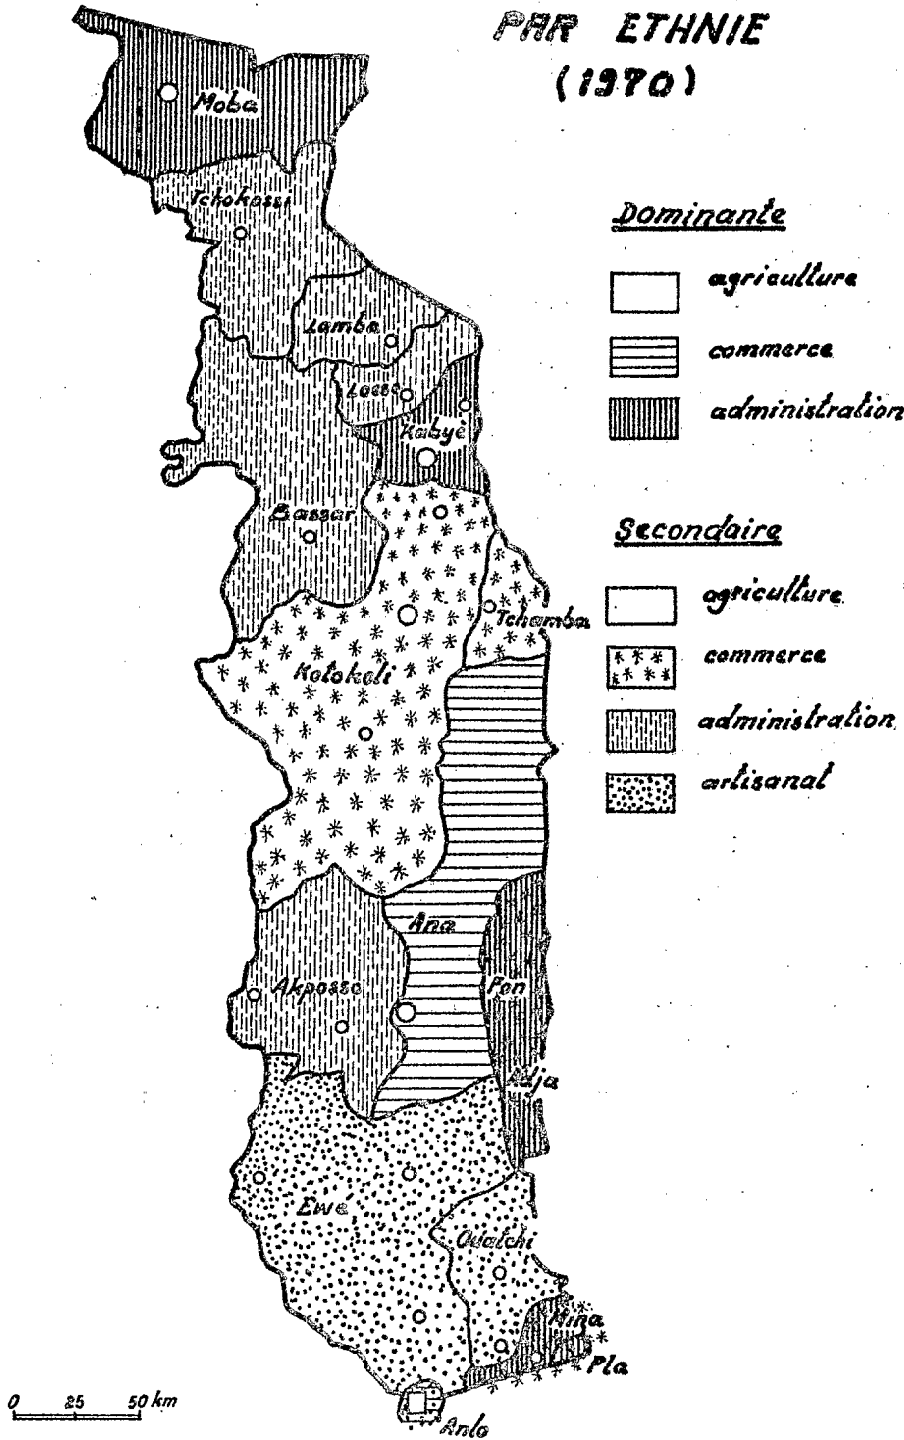 PAR ETHNIE
(1970)
Dominante
agriculture
commerce
administration
Secondaire
agriculture
commerce
administration
artisanat
Moba
Tchokossi
Lamba
Losso
Kabyè
Bassar
Tchamba
Kotokoli
Ana
Akposso
Fon
Adja
Ewé
Ouatchi
Mina
Pla
0 25 50 km
Anlo